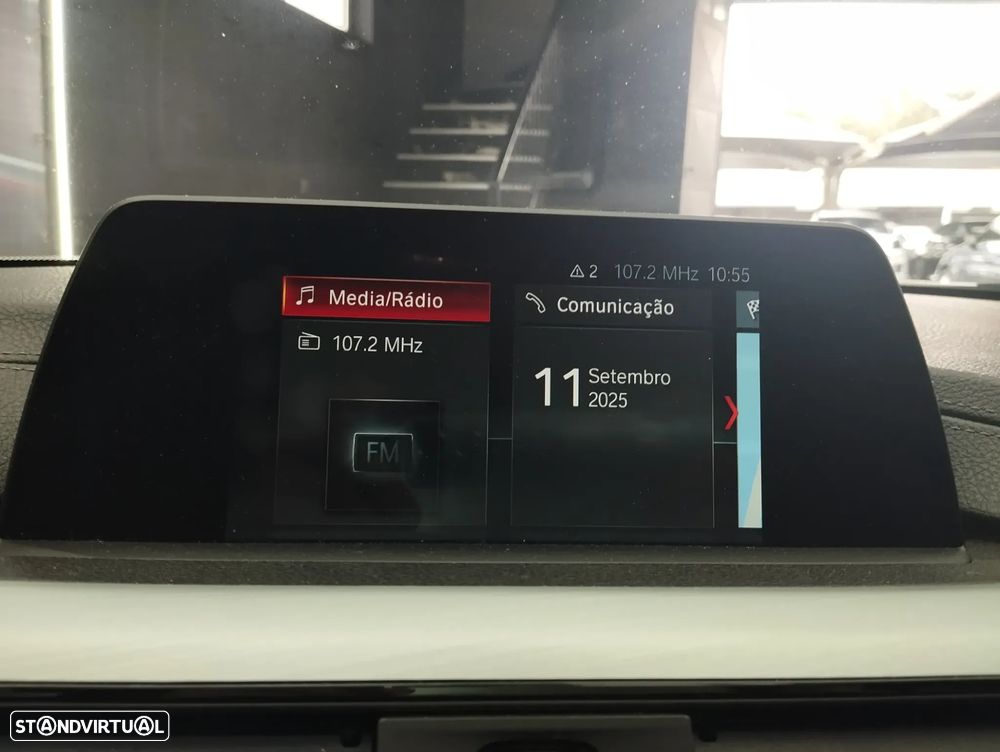 2 107.2 MHz 10:55
Media/Rádio
107.2 MHz
FM
Comunicação
11 Setembro
2025
STANDVIRTUAL